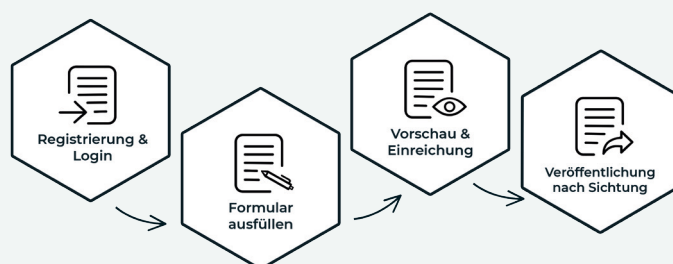 Registrierung &
Login
Formular
ausfüllen
Vorschau &
Einreichung
Veröffentlichung
nach Sichtung